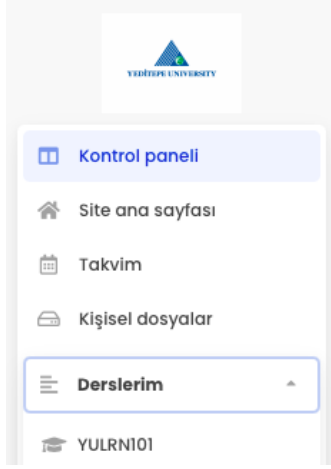 YEDİTEPE UNIVERSITY
Kontrol paneli
Site ana sayfası
Takvim
Kişisel dosyalar
Derslerim
YULRN101